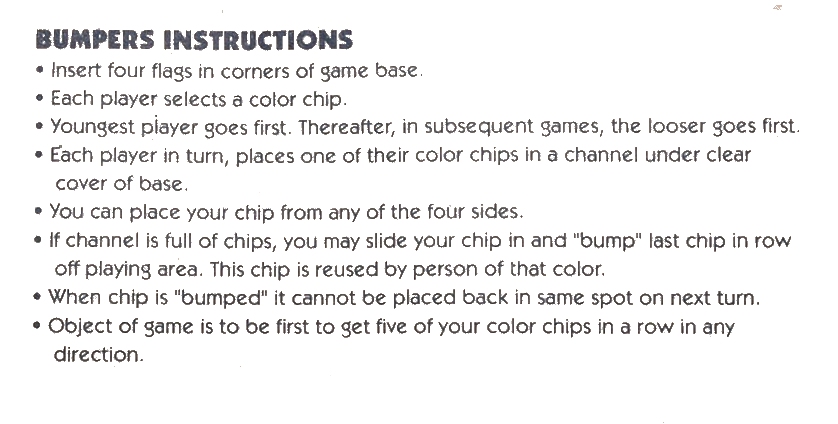 BUMPERS INSTRUCTIONS
• Insert four flags in corners of game base.
• Each player selects a color chip.
• Youngest player goes first. Thereafter, in subsequent games, the looser goes first.
• Each player in turn, places one of their color chips in a channel under clear
cover of base.
• You can place your chip from any of the four sides.
• If channel is full of chips, you may slide your chip in and "bump" last chip in row
off playing area. This chip is reused by person of that color.
• When chip is "bumped" it cannot be placed back in same spot on next turn.
• Object of game is to be first to get five of your color chips in a row in any
direction.